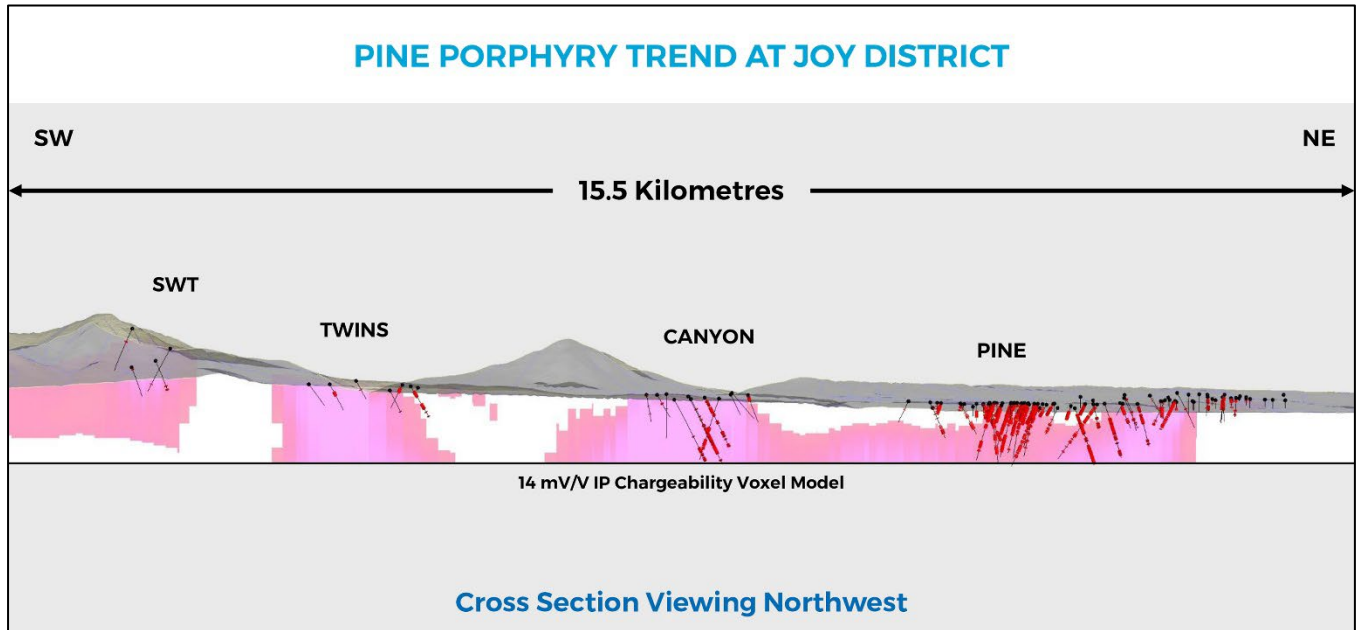 PINE PORPHYRY TREND AT JOY DISTRICT
SW
NE
15.5 Kilometres
SWT
TWINS
CANYON
PINE
14 mV/V IP Chargeability Voxel Model
Cross Section Viewing Northwest